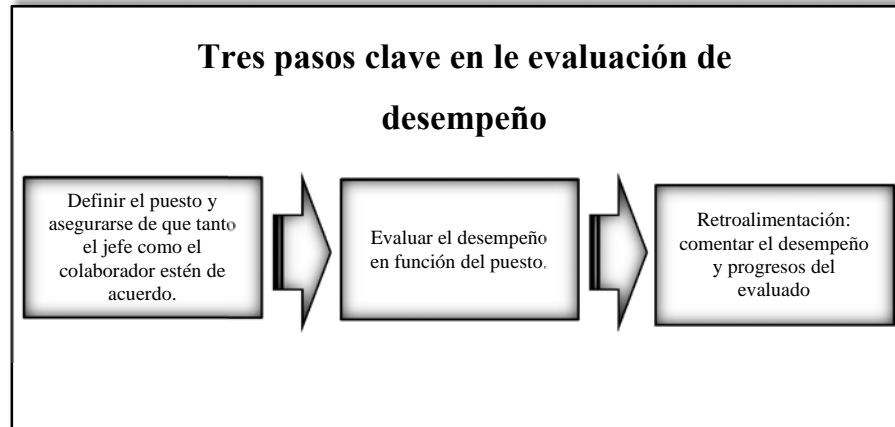 Tres pasos clave en le evaluación de
desempeño
Definir el puesto y
asegurarse de que tanto
el jefe como el
colaborador estén de
acuerdo.
Evaluar el desempeño
en función del puesto.
Retroalimentación:
comentar el desempeño
y progresos del
evaluado